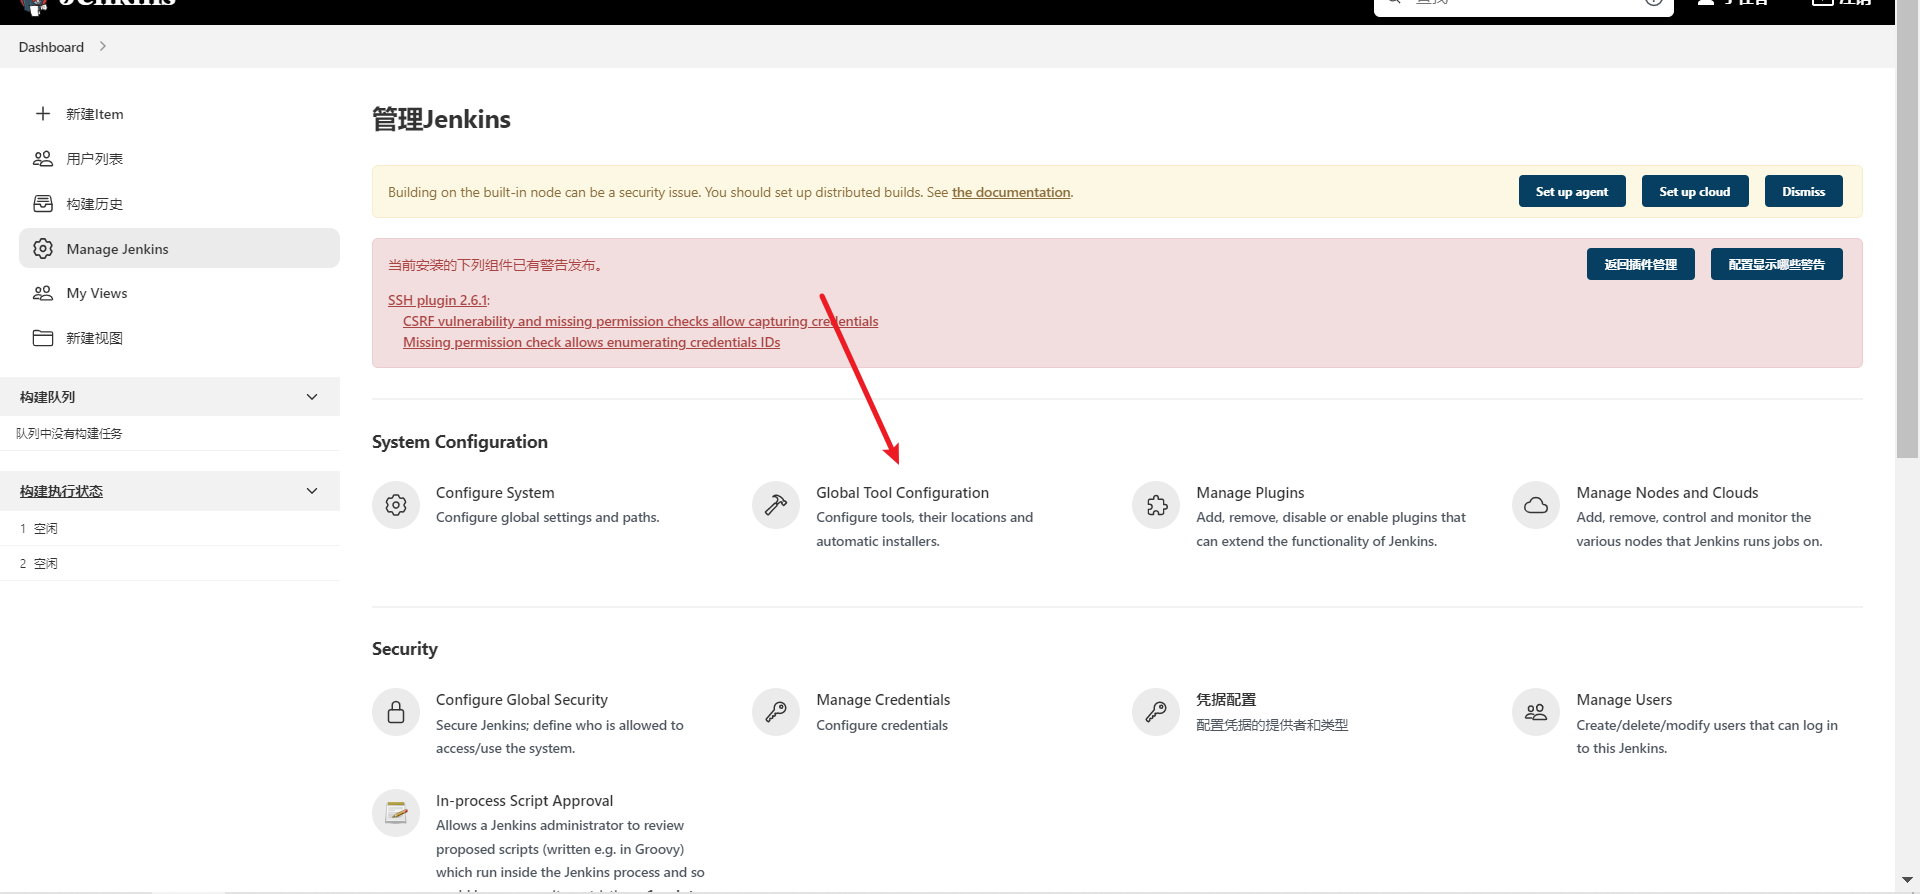 Jenkins
查找
注销
Dashboard
新建Item
用户列表
构建历史
Manage Jenkins
My Views
新建视图
构建队列
队列中没有构建任务
构建执行状态
1 空闲
2 空闲
管理Jenkins
Building on the built-in node can be a security issue. You should set up distributed builds. See the documentation.
Set up agent
Set up cloud
Dismiss
当前安装的下列组件已有警告发布。
返回插件管理
配置显示哪些警告
SSH plugin 2.6.1:
CSRF vulnerability and missing permission checks allow capturing credentials
Missing permission check allows enumerating credentials IDs
System Configuration
Configure System
Configure global settings and paths.
Global Tool Configuration
Configure tools, their locations and
automatic installers.
Manage Plugins
Add, remove, disable or enable plugins that
can extend the functionality of Jenkins.
Manage Nodes and Clouds
Add, remove, control and monitor the
various nodes that Jenkins runs jobs on.
Security
Configure Global Security
Secure Jenkins; define who is allowed to
access/use the system.
Manage Credentials
Configure credentials
凭据配置
配置凭据的提供者和类型
Manage Users
Create/delete/modify users that can log in
to this Jenkins.
In-process Script Approval
Allows a Jenkins administrator to review
proposed scripts (written e.g. in Groovy)
which run inside the Jenkins process and so